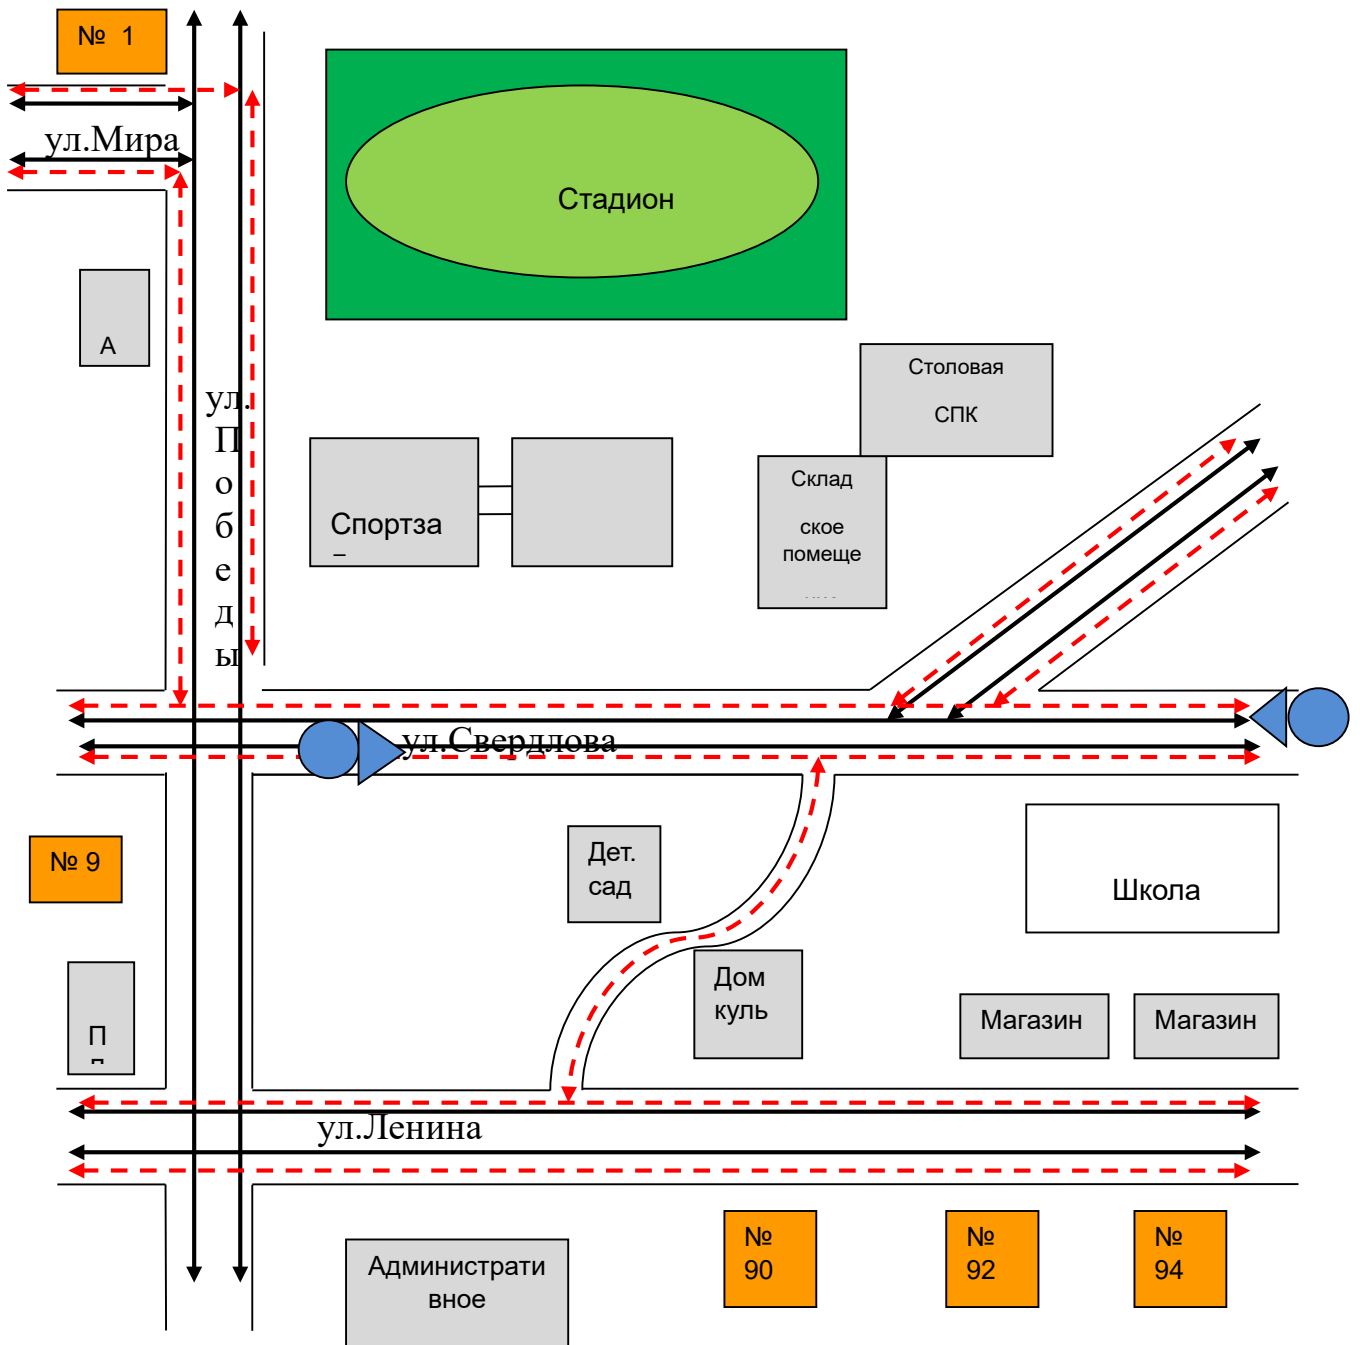 № 1
ул.Мира
Стадион
А
Столовая
СПК
ул.
П
о
б
е
д
ы
Склад
ское
помеще
Спортза
ул.Свердлова
№ 9
Дет.
сад
Школа
Дом
куль
П
Магазин
Магазин
ул.Ленина
№
90
№
92
№
94
Администрати
вное